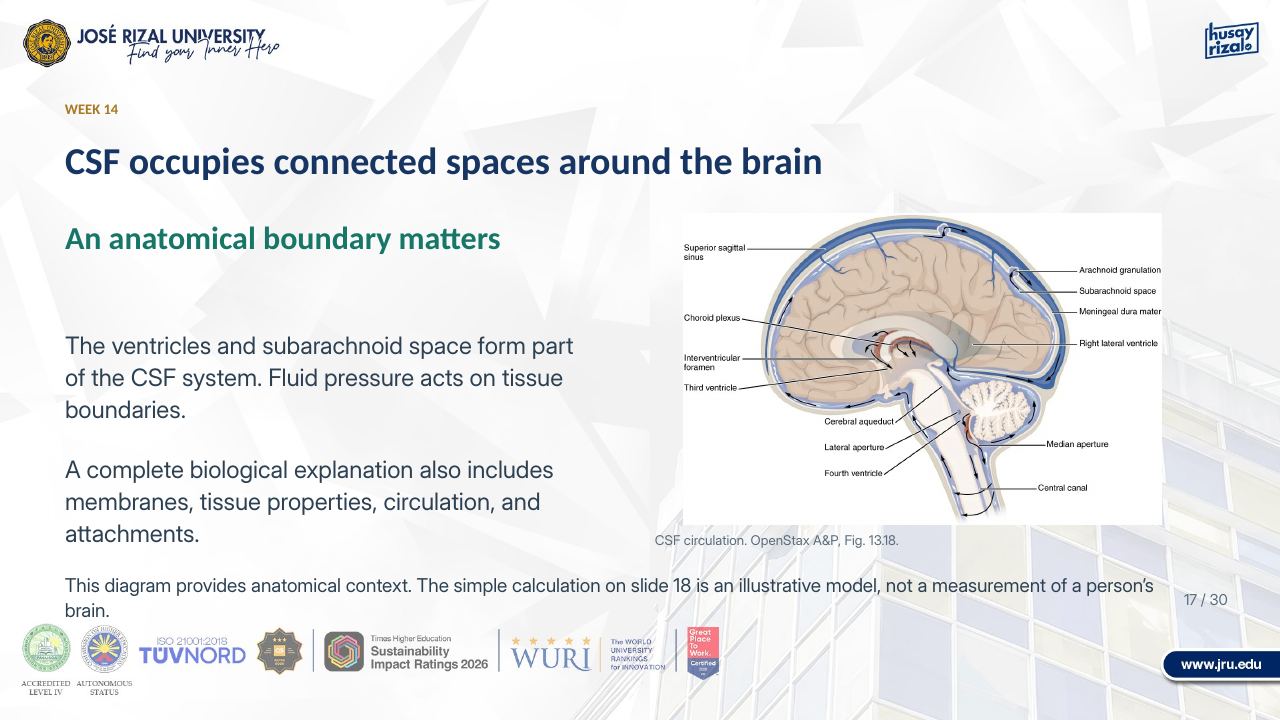 JOSÉ RIZAL UNIVERSITY
Find your Inner Hero
husay
rizal
WEEK 14
CSF occupies connected spaces around the brain
An anatomical boundary matters
The ventricles and subarachnoid space form part
of the CSF system. Fluid pressure acts on tissue
boundaries.
A complete biological explanation also includes
membranes, tissue properties, circulation, and
attachments.
Superior sagittal
sinus
Choroid plexus
Interventricular
foramen
Third ventricle
Cerebral aqueduct
Lateral aperture
Fourth ventricle
Arachnoid granulation
Subarachnoid space
Meningeal dura mater
Right lateral ventricle
Median aperture
Central canal
CSF circulation. OpenStax A&P, Fig. 13.18.
This diagram provides anatomical context. The simple calculation on slide 18 is an illustrative model, not a measurement of a person's
brain.
17 / 30
ACCREDITED
LEVEL IV
AUTONOMOUS
STATUS
ISO 21001:2018
TÜVNORD
Times Higher Education
Sustainability
Impact Ratings 2026
WURI
The WORLD
UNIVERSITY
RANKINGS
for INNOVATION
Great
Place
To
Work.
Certified
www.jru.edu